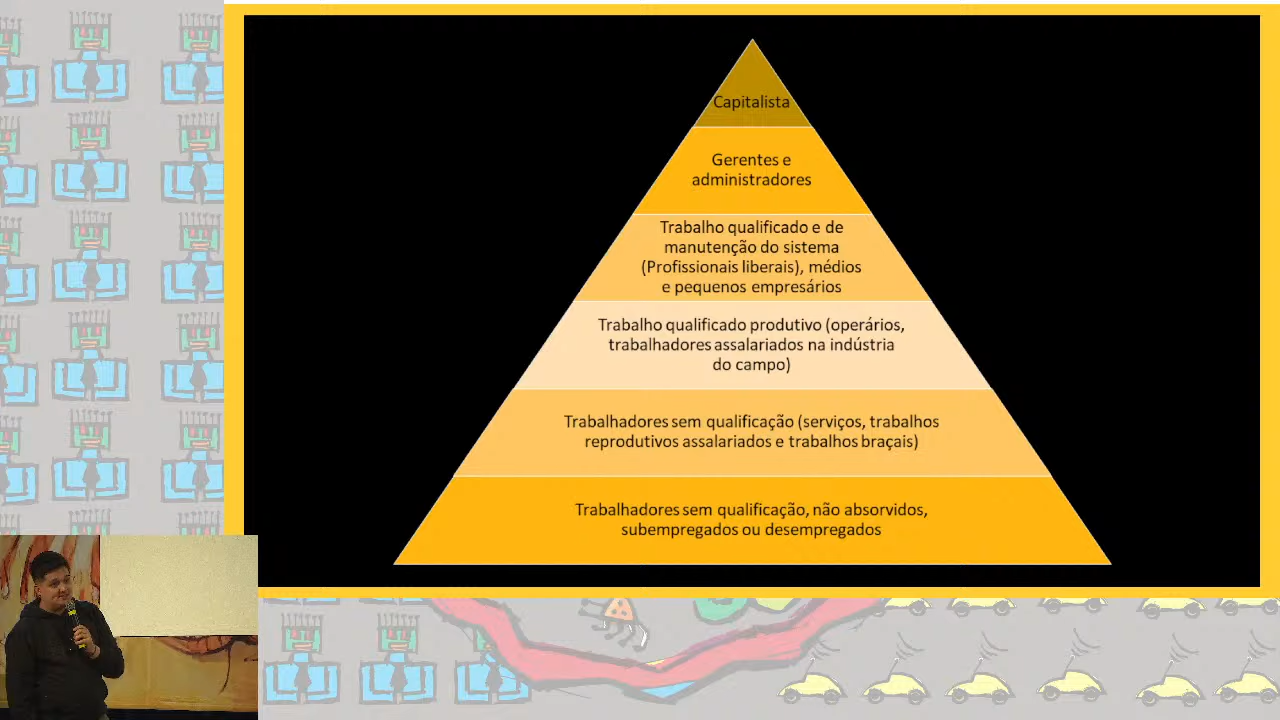 Capitalista
Gerentes e
administradores
Trabalho qualificado e de
manutenção do sistema
(Profissionais liberais), médios
e pequenos empresários
Trabalho qualificado produtivo (operários,
trabalhadores assalariados na indústria
do campo)
Trabalhadores sem qualificação (serviços, trabalhos
reprodutivos assalariados e trabalhos braçais)
Trabalhadores sem qualificação, não absorvidos,
subempregados ou desempregados